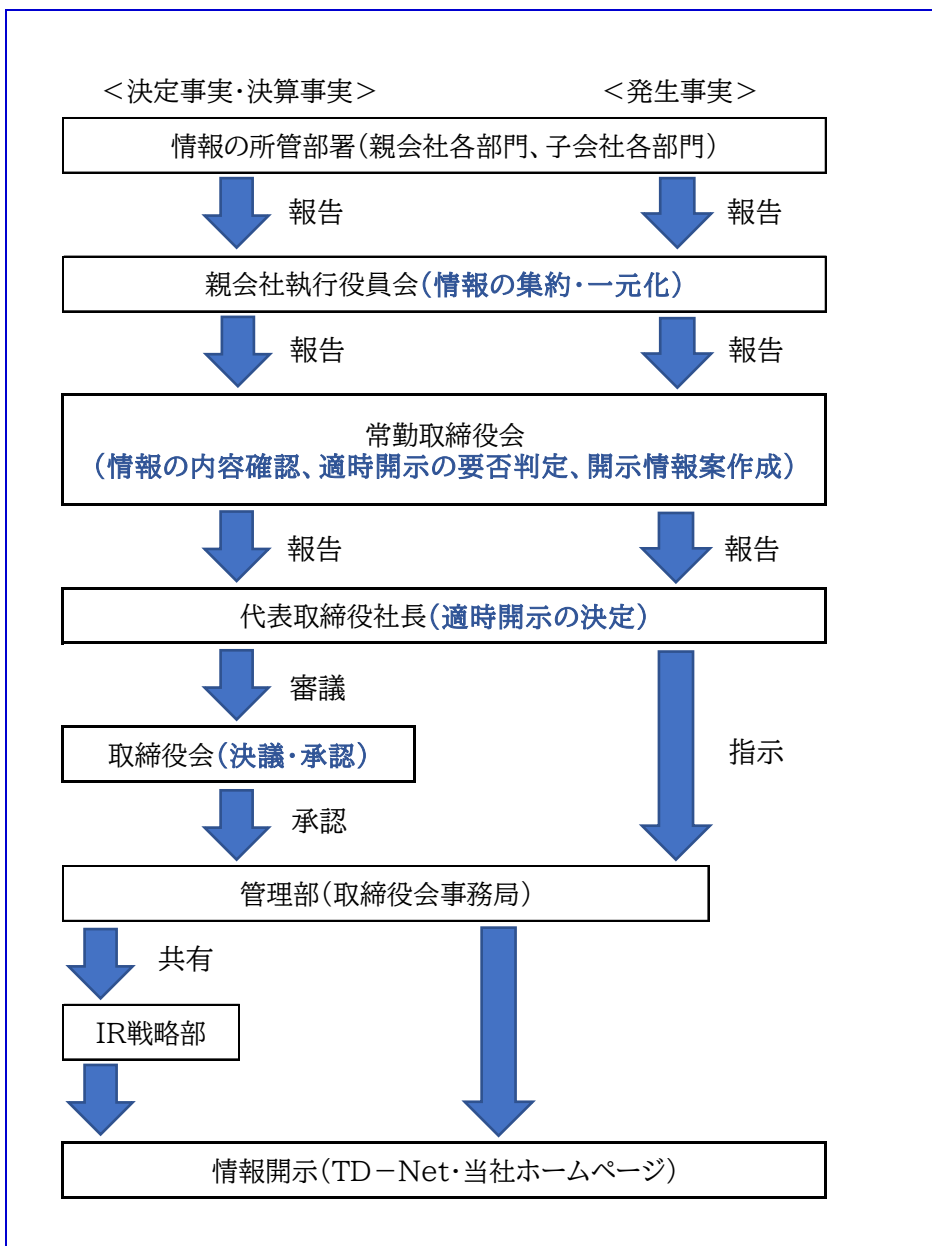 <決定事実・決算事実> <発生事実>
情報の所管部署(親会社各部門、子会社各部門)
報告 報告
親会社執行役員会(情報の集約・一元化)
報告 報告
常勤取締役会
(情報の内容確認、適時開示の要否判定、開示情報案作成)
報告 報告
代表取締役社長(適時開示の決定)
審議
取締役会(決議・承認) 指示
承認
管理部(取締役会事務局)
共有
IR戦略部
情報開示(TD-Net・当社ホームページ)